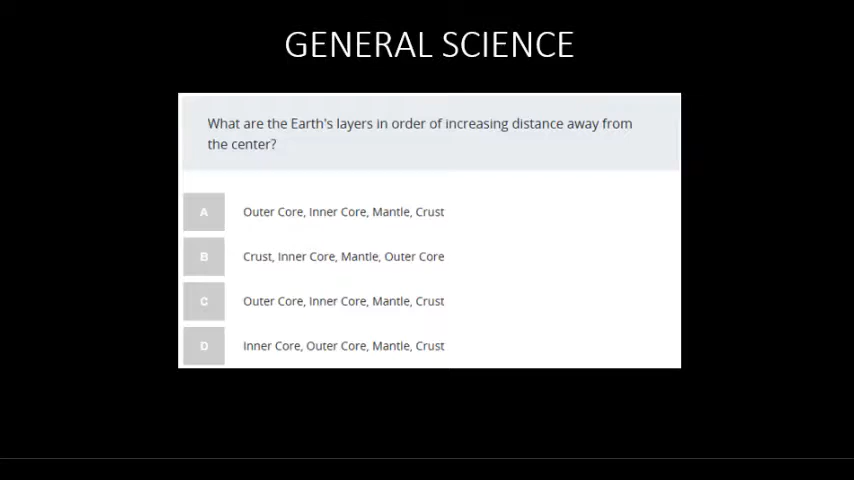 GENERAL SCIENCE
What are the Earth's layers in order of increasing distance away from
the center?
A Outer Core, Inner Core, Mantle, Crust
B Crust, Inner Core, Mantle, Outer Core
C Outer Core, Inner Core, Mantle, Crust
D Inner Core, Outer Core, Mantle, Crust